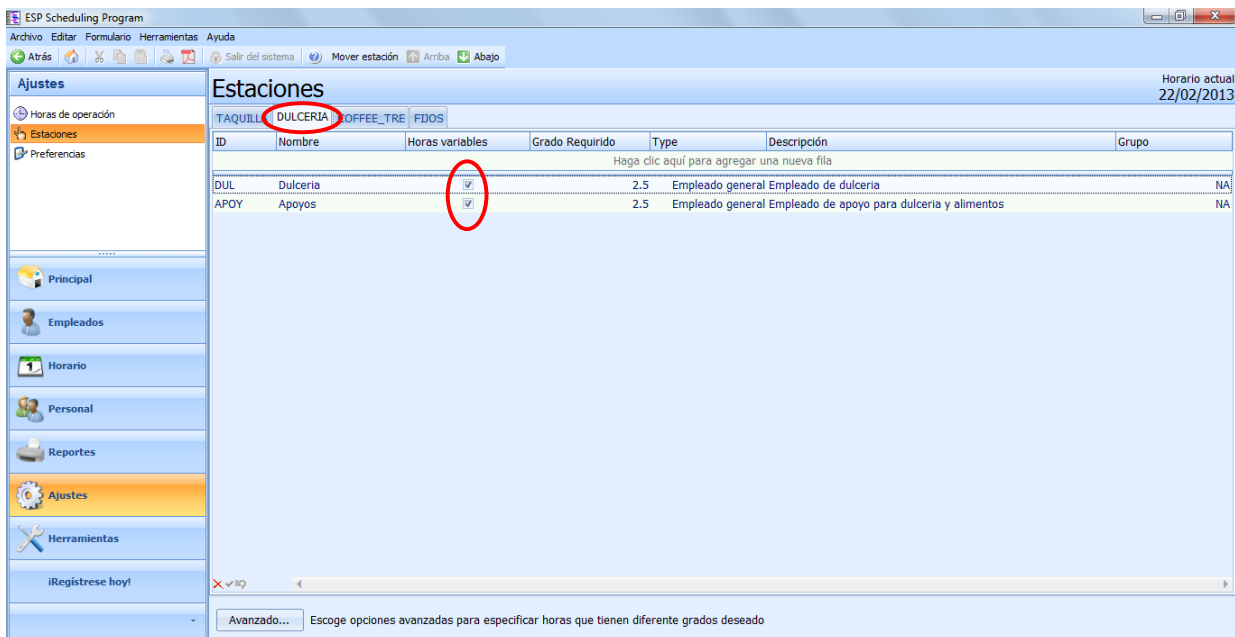 ESP Scheduling Program
Archivo Editar Formulario Herramientas Ayuda
Atrás Salir del sistema Mover estación Arriba Abajo
Ajustes
Horas de operación
Estaciones
Preferencias
Principal
Empleados
1 Horario
Personal
Reportes
Ajustes
Herramientas
¡Regístrese hoy!
Estaciones
Horario actual
22/02/2013
TAQUILL DULCERIA OFFEE_TRE FIJOS
ID Nombre Horas variables Grado Requirido Type Descripción Grupo
Haga clic aquí para agregar una nueva fila
DUL Dulceria 2.5 Empleado general Empleado de dulceria NA
APOY Apoyos 2.5 Empleado general Empleado de apoyo para dulceria y alimentos NA
Avanzado... Escoge opciones avanzadas para especificar horas que tienen diferente grados deseado